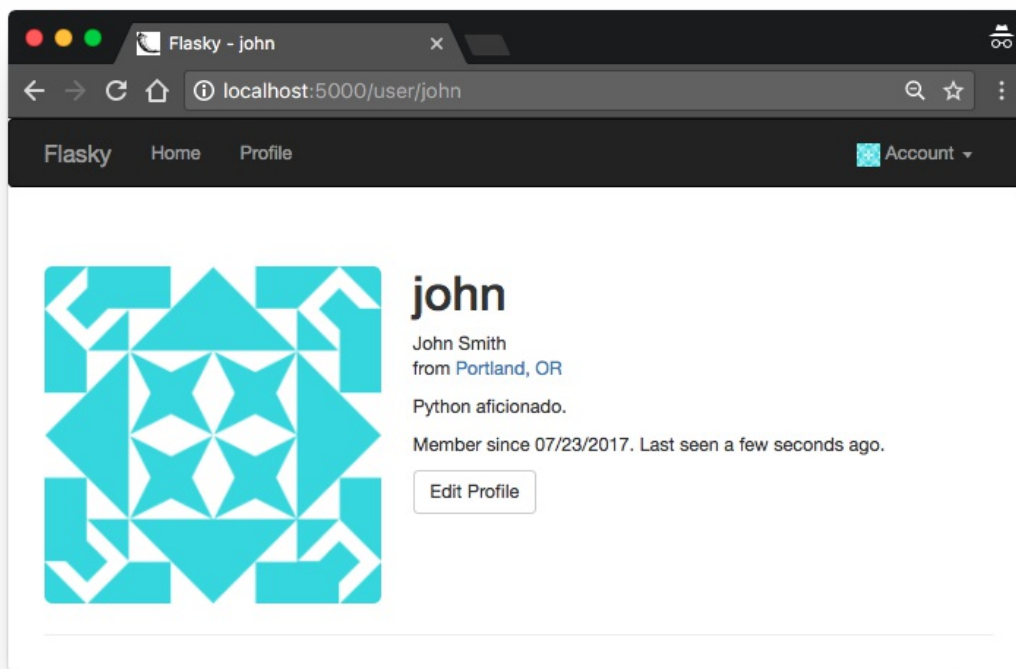 Flasky - john
localhost:5000/user/john
Flasky Home Profile Account
john
John Smith
from Portland, OR
Python aficionado.
Member since 07/23/2017. Last seen a few seconds ago.
Edit Profile